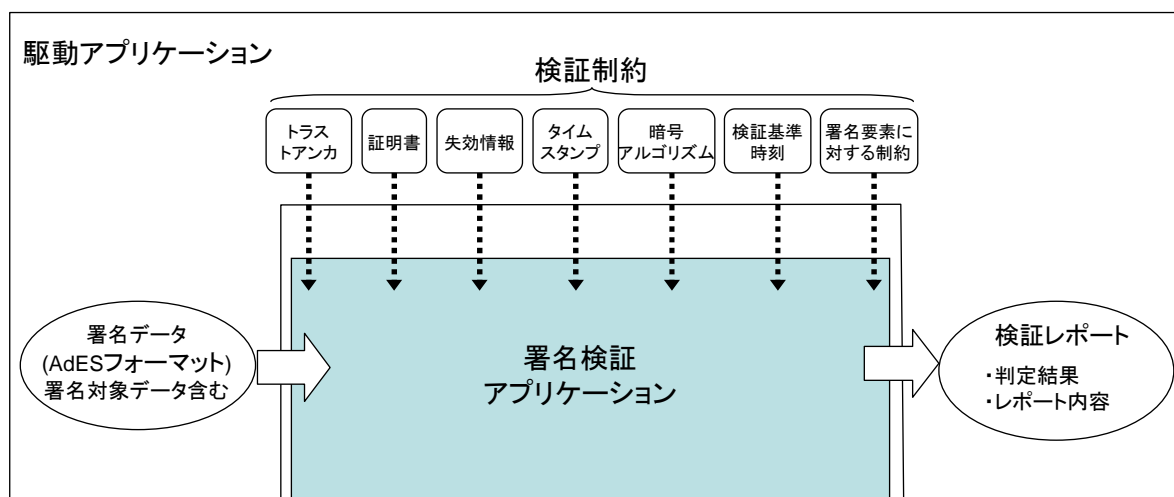 駆動アプリケーション
検証制約
トラス
トアンカ
証明書
失効情報
タイム
スタンプ
暗号
アルゴリズム
検証基準
時刻
署名要素に
対する制約
署名データ
(AdESフォーマット)
署名対象データ含む
署名検証
アプリケーション
検証レポート
・判定結果
・レポート内容